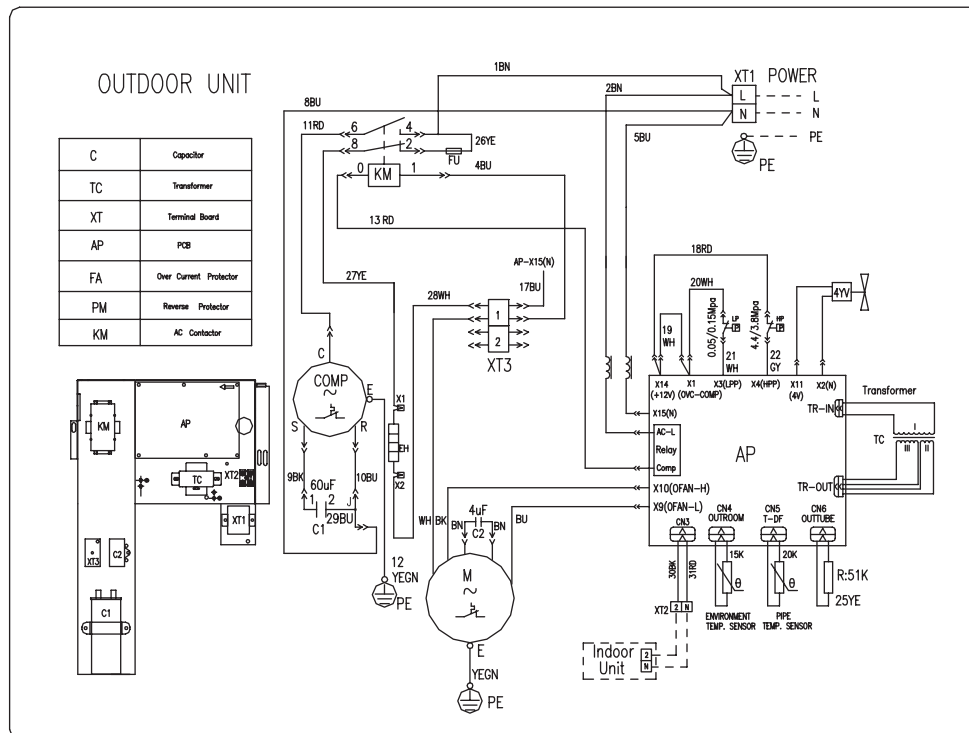 OUTDOOR UNIT
C Capacitor
TC Transformer
XT Terminal Board
AP PCB
FA Over Current Protector
PM Reverse Protector
KM AC Contactor
1BN
2BN
XT1 POWER
L L
N N
PE
PE
8BU
5BU
11RD
6 4
8 2
26YE
FU
0 KM 1
4BU
13 RD
27YE
AP-X15(N)
17BU
28WH
1
2
XT3
18RD
20WH
19
WH
0.05/0.15Mpa
LP
P
4.4/3.8Mpa
HP
P
21
WH
22
GY
4YV
X14
(+12V)
X1
(OVC-COMP)
X3(LPP)
X4(HPP)
X11
(4V)
X2(N)
X15(N)
AC-L
Relay
Comp
X10(OFAN-H)
X9(OFAN-L)
AP
Transformer
TR-IN
TC
I
II
III
TR-OUT
CN3
CN4
OUTROOM
CN5
T-DF
CN6
OUTTUBE
15K
θ
20K
θ
R:51K
25YE
ENVIRONMENT
TEMP. SENSOR
PIPE
TEMP. SENSOR
30BK
31RD
XT2 2 N
Indoor
Unit
2
N
C
COMP
~
E
S R
X1
EH
X2
9BK
10BU
60uF
1 2
C1
J
29BU
12
YEGN
PE
WH
BK
4uF
BN C2 BN
BU
M
~
E
YEGN
PE
KM
AP
TC
XT2
XT1
XT3
C2
C1